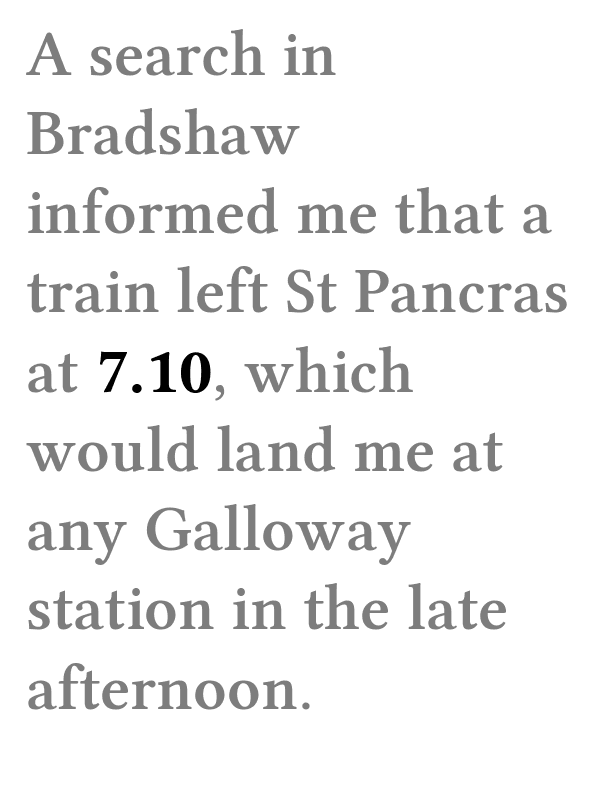 A search in
Bradshaw
informed me that a
train left St Pancras
at 7.10, which
would land me at
any Galloway
station in the late
afternoon.